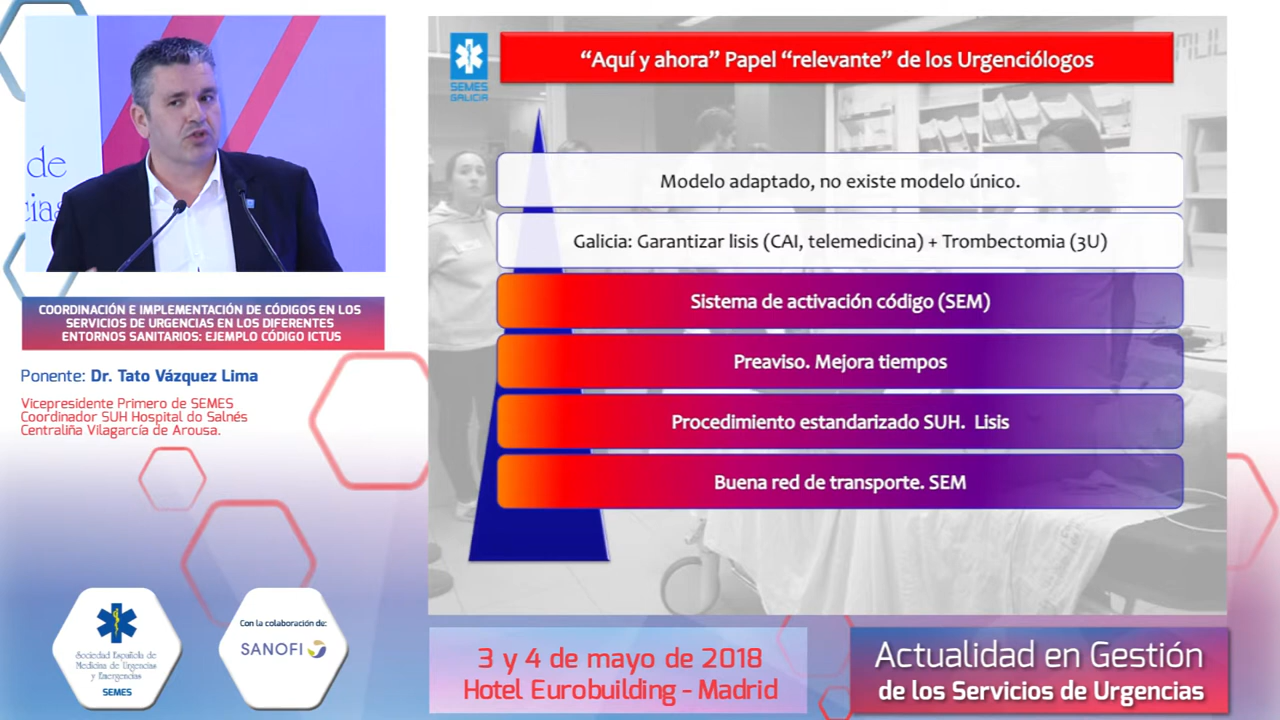 de
COORDINACIÓN E IMPLEMENTACIÓN DE CÓDIGOS EN LOS
SERVICIOS DE URGENCIAS EN LOS DIFERENTES
ENTORNOS SANITARIOS: EJEMPLO CÓDIGO ICTUS
Ponente: Dr. Tato Vázquez Lima
Vicepresidente Primero de SEMES
Coordinador SUH Hospital do Salnés
Centraliña Vilagarcía de Arousa.
Sociedad Española de
Medicina de Urgencias
y Emergencias
SEMES
Con la colaboración de:
SANOFI
SEMES
GALICIA
“Aquí y ahora” Papel “relevante” de los Urgenciólogos
Modelo adaptado, no existe modelo único.
Galicia: Garantizar lisis (CAI, telemedicina) + Trombectomia (3U)
Sistema de activación código (SEM)
Preaviso. Mejora tiempos
Procedimiento estandarizado SUH. Lisis
Buena red de transporte. SEM
3 y 4 de mayo de 2018
Hotel Eurobuilding - Madrid
Actualidad en Gestión
de los Servicios de Urgencias